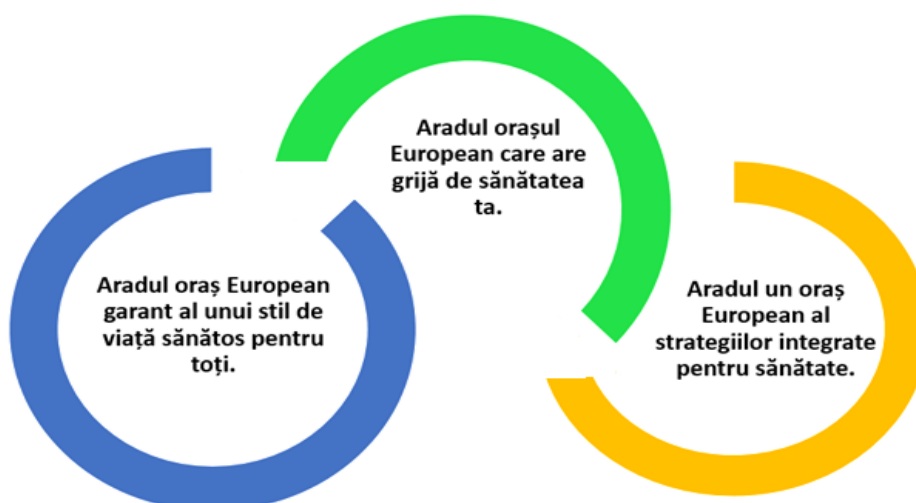 Aradul orașul
European care are
grijă de sănătatea
ta.
Aradul oraș European
garant al unui stil de
viață sănătos pentru
toți.
Aradul un oraș
European al
strategiilor integrate
pentru sănătate.